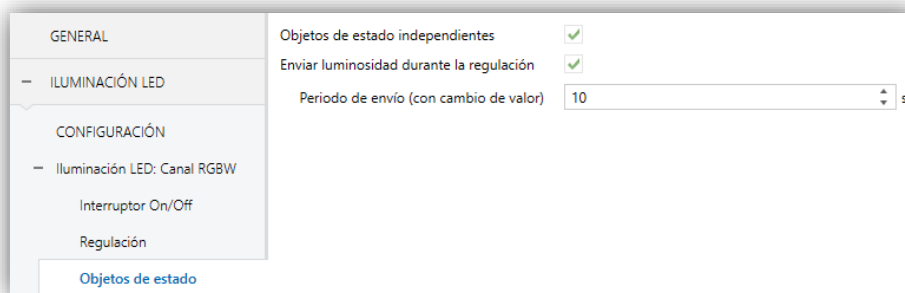 GENERAL
− ILUMINACIÓN LED
CONFIGURACIÓN
− Iluminación LED: Canal RGBW
Interruptor On/Off
Regulación
Objetos de estado
Objetos de estado independientes
Enviar luminosidad durante la regulación
Periodo de envío (con cambio de valor) 10 s